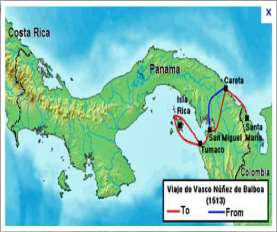 X
Costa Rica
Panama
Careta
Isla
Rica
Santa
María
San Miguel
Tumaco
Colombia
Viaje de Vasco Núñez de Balboa
(1513)
To
From